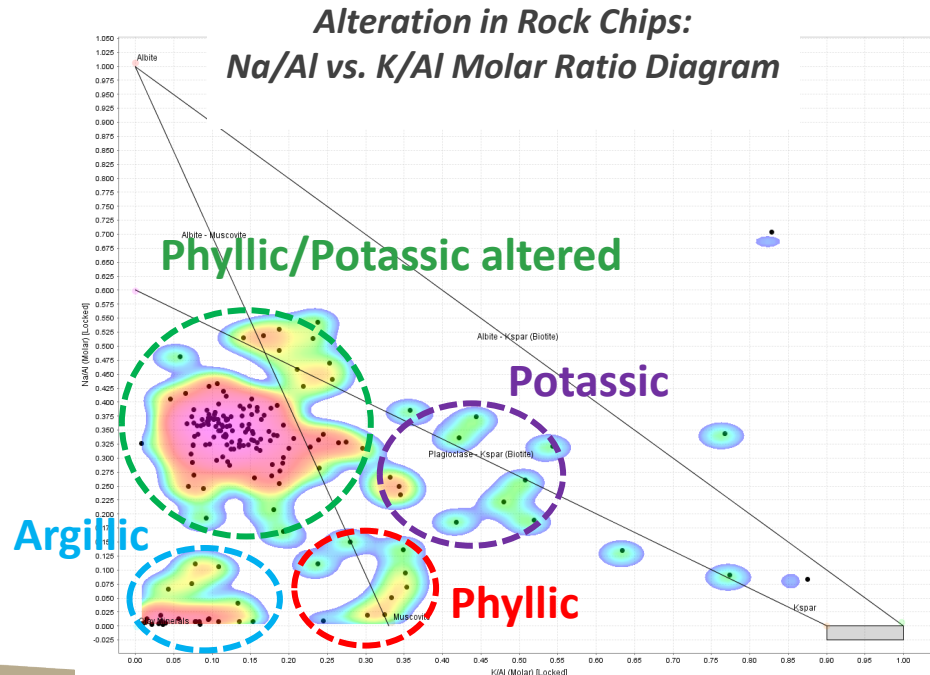 Alteration in Rock Chips:
Na/Al vs. K/Al Molar Ratio Diagram
1.050
1.025
1.000
0.975
0.950
0.925
0.900
0.875
0.850
0.825
0.800
0.775
0.750
0.725
0.700
0.675
0.650
0.625
0.600
0.575
0.550
0.525
0.500
0.475
0.450
0.425
0.400
0.375
0.350
0.325
0.300
0.275
0.250
0.225
0.200
0.175
0.150
0.125
0.100
0.075
0.050
0.025
0.000
-0.025
Na/Al (Molar) [Locked]
Albite
Albite - Muscovite
Phyllic/Potassic altered
Albite - Kspar (Biotite)
Potassic
Plagioclase - Kspar (Biotite)
Argillic
Phyllic
Kspar
Muscovite
Clay Minerals
0.00 0.05 0.10 0.15 0.20 0.25 0.30 0.35 0.40 0.45 0.50 0.55 0.60 0.65 0.70 0.75 0.80 0.85 0.90 0.95 1.00
K/Al (Molar) [Locked]